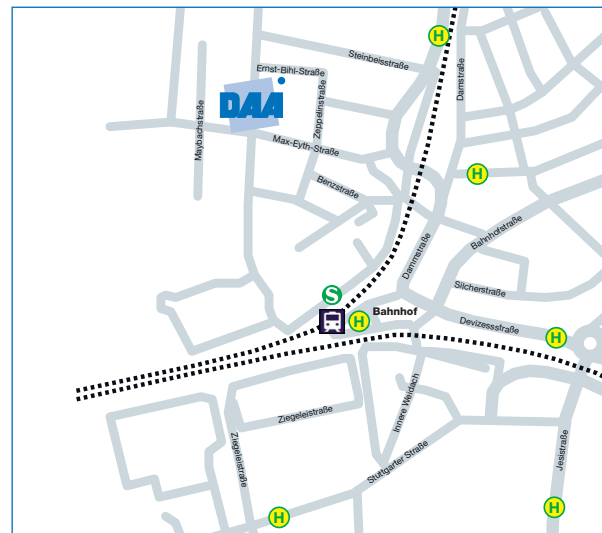 H
Steinbeisstraße
Ernst-Bihl-Straße
DAA
Maybachstraße
Zeppelinstraße
Damstraße
Max-Eyth-Straße
H
Benzstraße
Bahnhofstraße
Dammstraße
Silcherstraße
S
Bahnhof
H
Devizessstraße
H
Ziegeleistraße
Innere Weidach
Ziegeleistraße
Stuttgarter Straße
Jesistraße
H
H